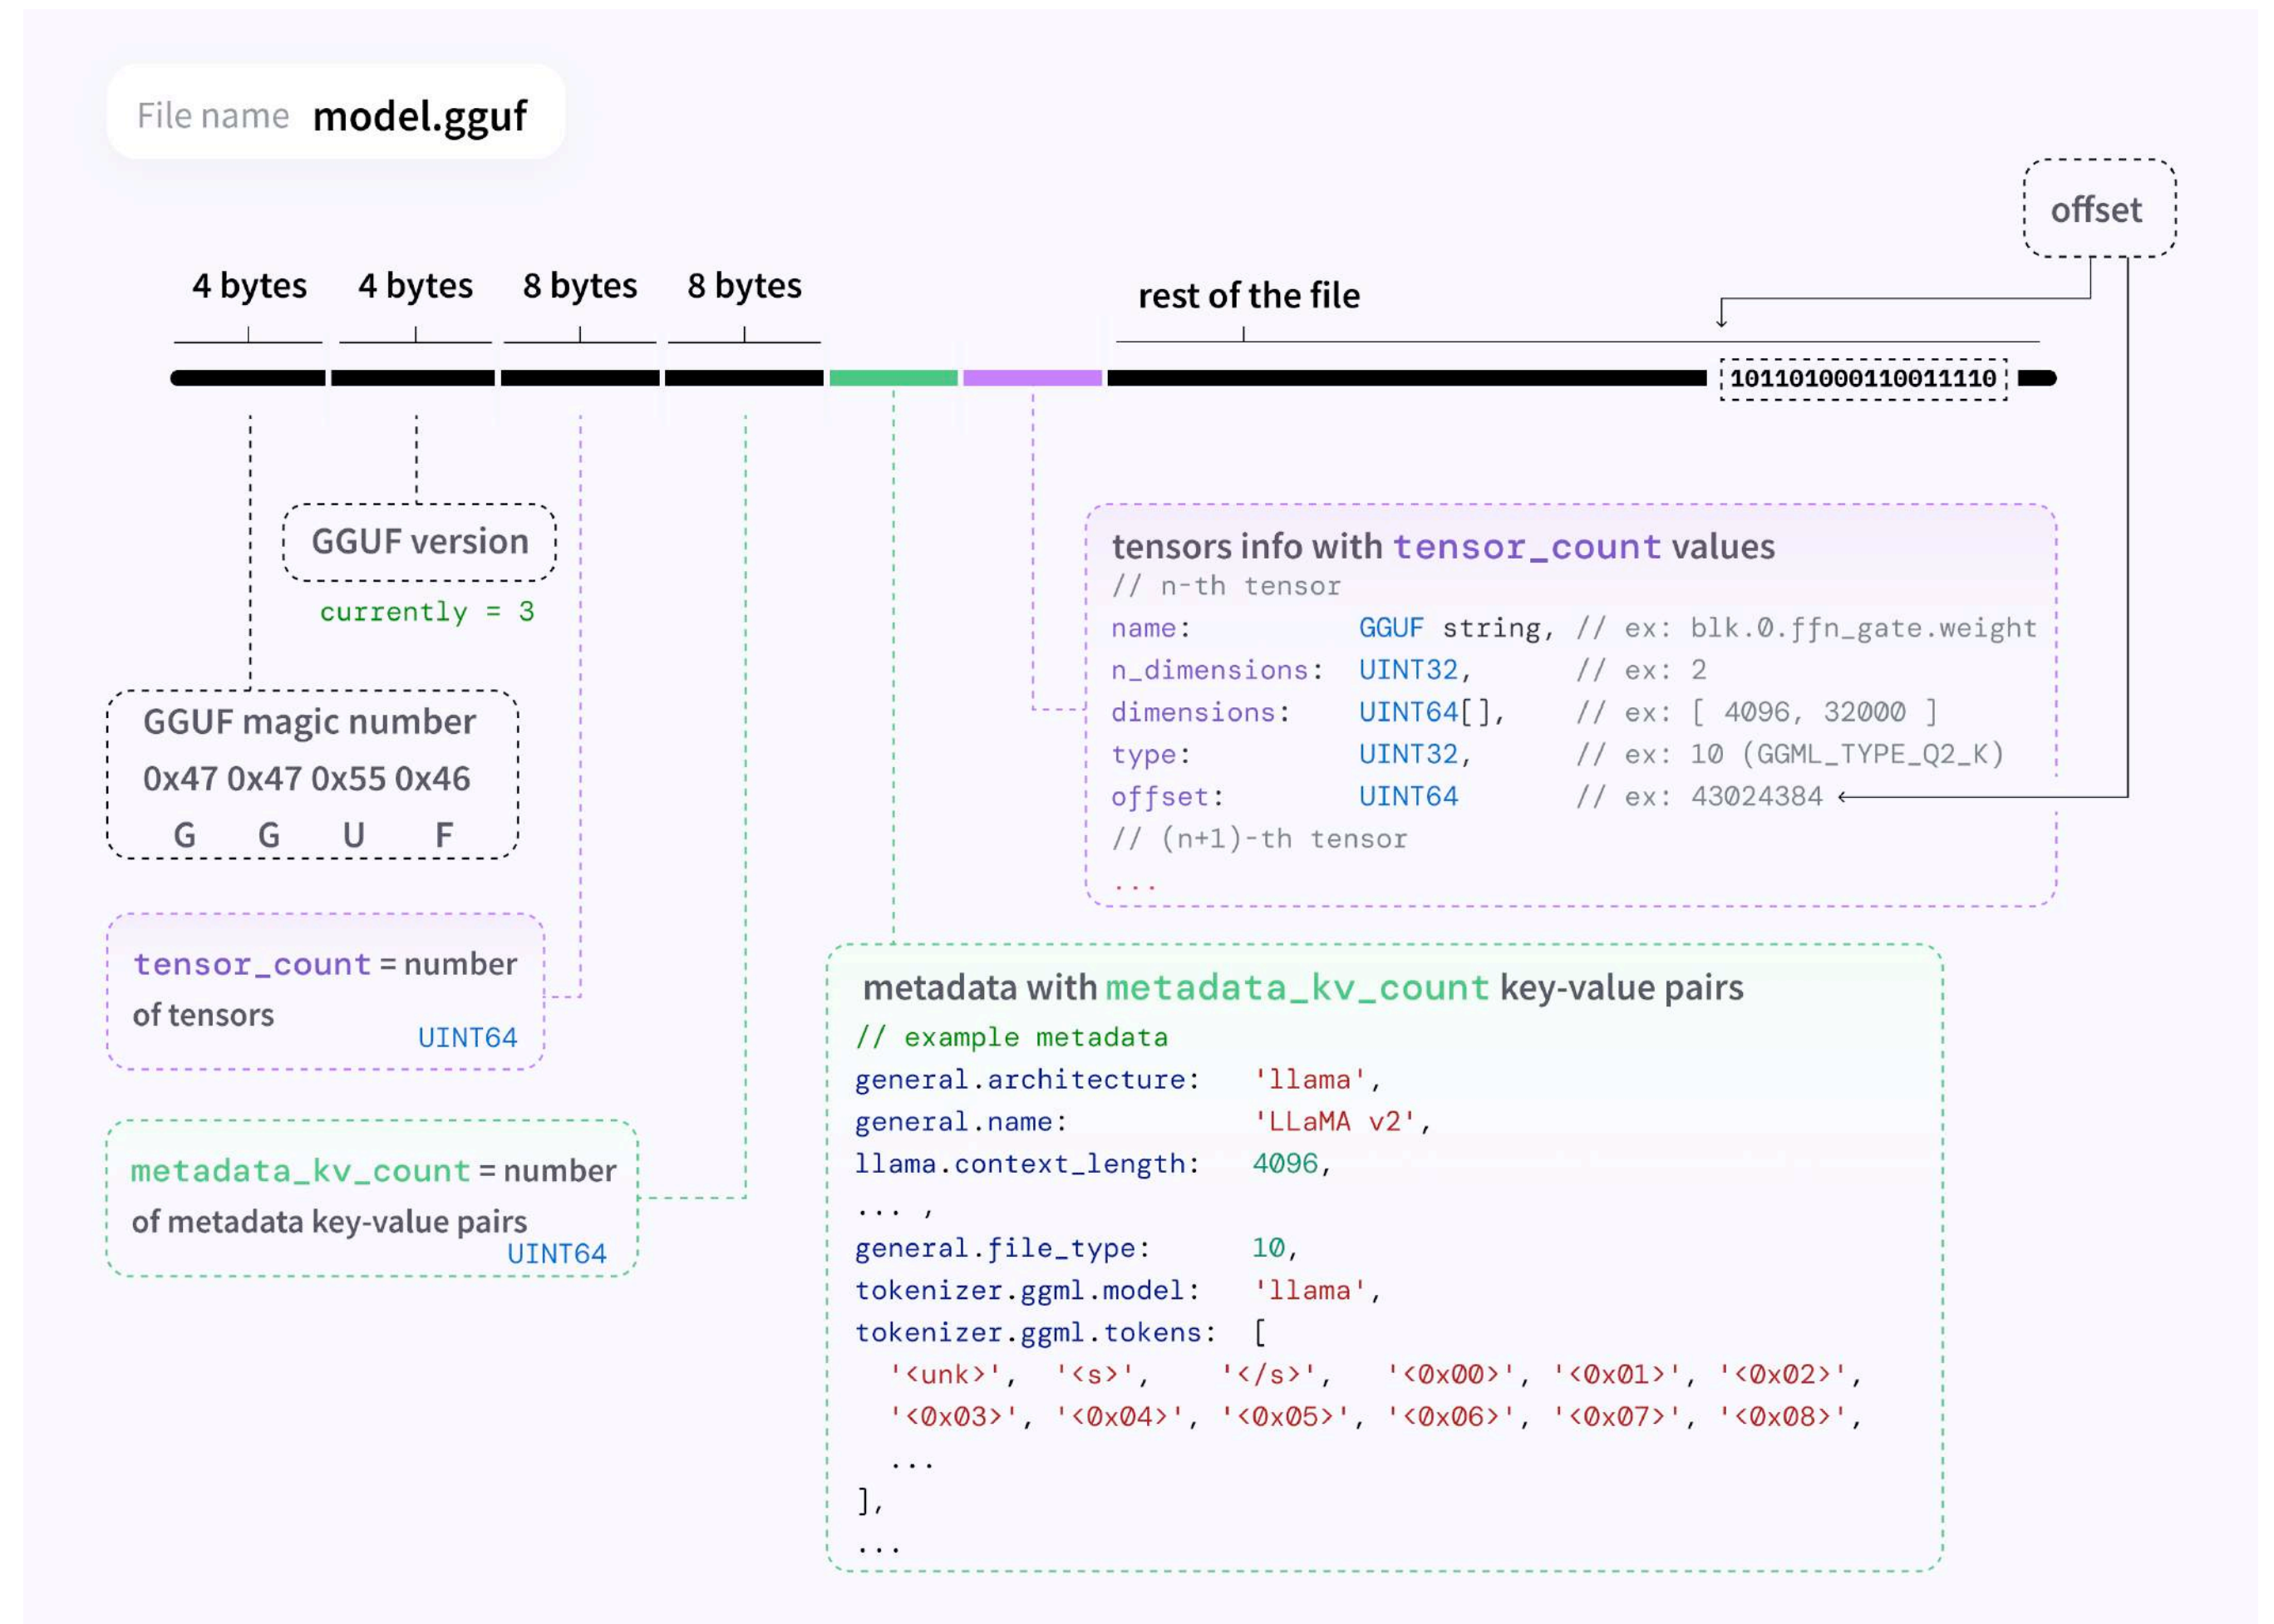 File name model.gguf
offset
4 bytes 4 bytes 8 bytes 8 bytes rest of the file
101101000110011110
GGUF version
currently = 3
GGUF magic number
0x47 0x47 0x55 0x46
G G U F
tensor_count = number
of tensors
UINT64
metadata_kv_count = number
of metadata key-value pairs
UINT64
tensors info with tensor_count values
// n-th tensor
name: GGUF string, // ex: blk.0.ffn_gate.weight
n_dimensions: UINT32, // ex: 2
dimensions: UINT64[], // ex: [ 4096, 32000 ]
type: UINT32, // ex: 10 (GGML_TYPE_Q2_K)
offset: UINT64 // ex: 43024384
// (n+1)-th tensor
...
metadata with metadata_kv_count key-value pairs
// example metadata
general.architecture: 'llama',
general.name: 'LLaMA v2',
llama.context_length: 4096,
... ,
general.file_type: 10,
tokenizer.ggml.model: 'llama',
tokenizer.ggml.tokens: [
'<unk>', '<s>', '</s>', '<0x00>', '<0x01>', '<0x02>',
'<0x03>', '<0x04>', '<0x05>', '<0x06>', '<0x07>', '<0x08>',
...
],
...